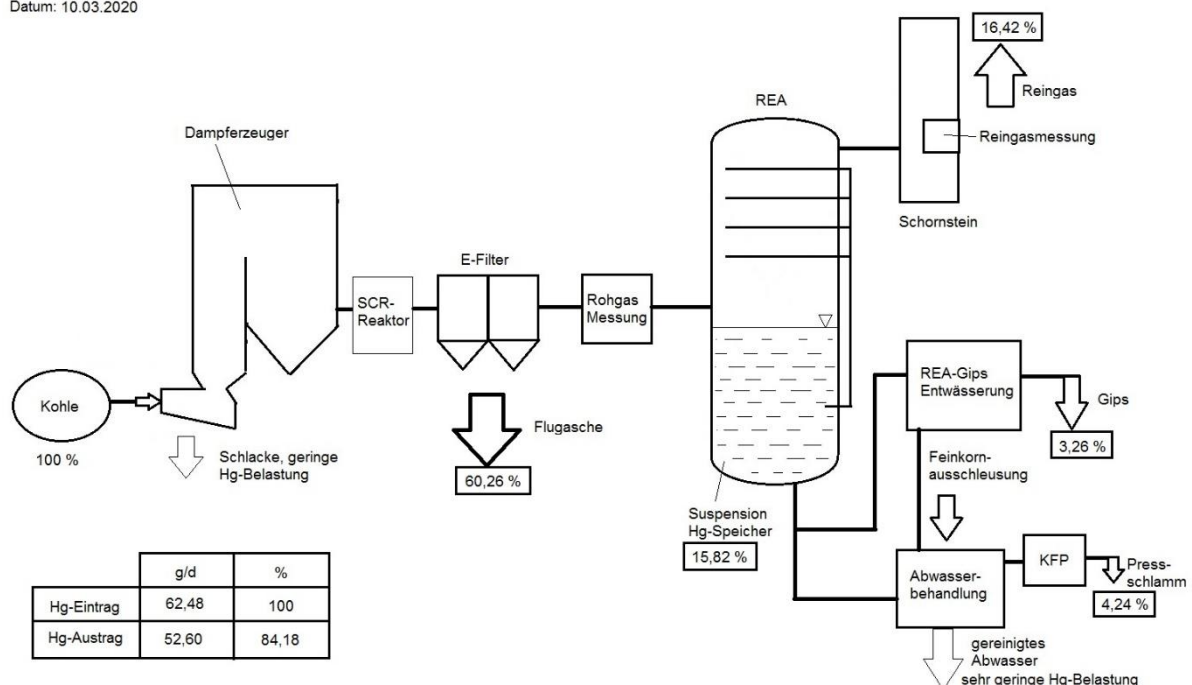 Datum: 10.03.2020
16,42 %
Reingas
REA
Dampferzeuger
Reingasmessung
Schornstein
E-Filter
SCR-
Reaktor
Rohgas
Messung
REA-Gips
Entwässerung
Kohle
Gips
Flugasche
3,26 %
100 %
Schlacke, geringe
Hg-Belastung
Feinkorn-
ausschleusung
60,26 %
Suspension
Hg-Speicher
15,82 %
KFP
Press-
schlamm
Abwasser-
behandlung
4,24 %
g/d %
Hg-Eintrag 62,48 100
Hg-Austrag 52,60 84,18
gereinigtes
Abwasser
sehr geringe Hg-Belastung